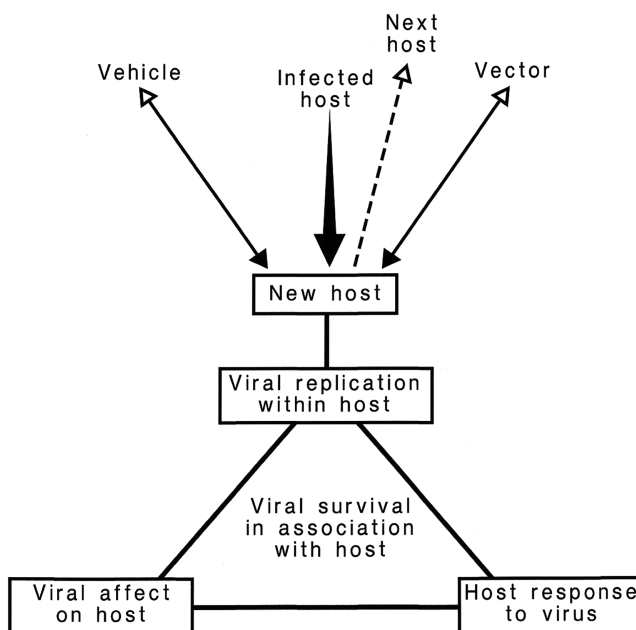 Next
host
Vehicle
Infected
host
Vector
New host
Viral replication
within host
Viral survival
in association
with host
Viral affect
on host
Host response
to virus